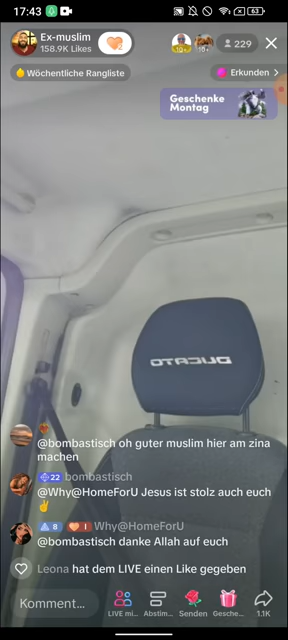 17:43
63
Ex-muslim
158.9K Likes
229
Wöchentliche Rangliste
Erkunden
Geschenke
Montag
DUCATO
@bombastisch oh guter muslim hier am zina
machen
22 bombastisch
@Why@HomeForU Jesus ist stolz auch euch
✌
8 1 Why@HomeForU
@bombastisch danke Allah auf euch
Leona hat dem LIVE einen Like gegeben
Komment...
LIVE mi...
Abstim...
Senden
Gesche...
1.1K